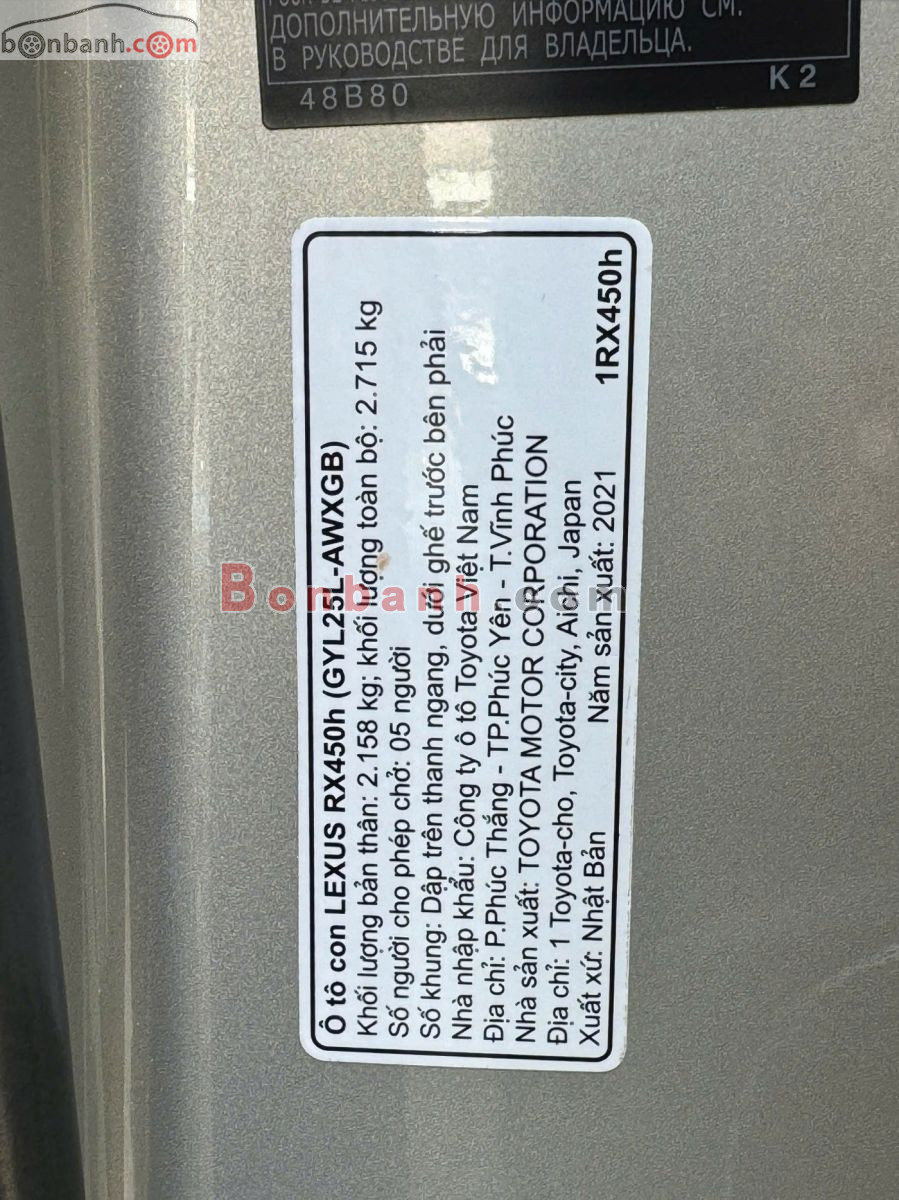 bonbanh.com
ДОПОЛНИТЕЛЬНУЮ ИНФОРМАЦИЮ СМ.
В РУКОВОДСТВЕ ДЛЯ ВЛАДЕЛЬЦА.
48B80 K2
Ô tô con LEXUS RX450h (GYL25L-AWXGB)
Khối lượng bản thân: 2.158 kg; khối lượng toàn bộ: 2.715 kg
Số người cho phép chở: 05 người
Số khung: Dập trên thanh ngang, dưới ghế trước bên phải
Nhà nhập khẩu: Công ty ô tô Toyota Việt Nam
Địa chỉ: P.Phúc Thắng - TP.Phúc Yên - T.Vĩnh Phúc
Nhà sản xuất: TOYOTA MOTOR CORPORATION
Địa chỉ: 1 Toyota-cho, Toyota-city, Aichi, Japan
Xuất xứ: Nhật Bản Năm sản xuất: 2021 1RX450h
Bonbanh.com